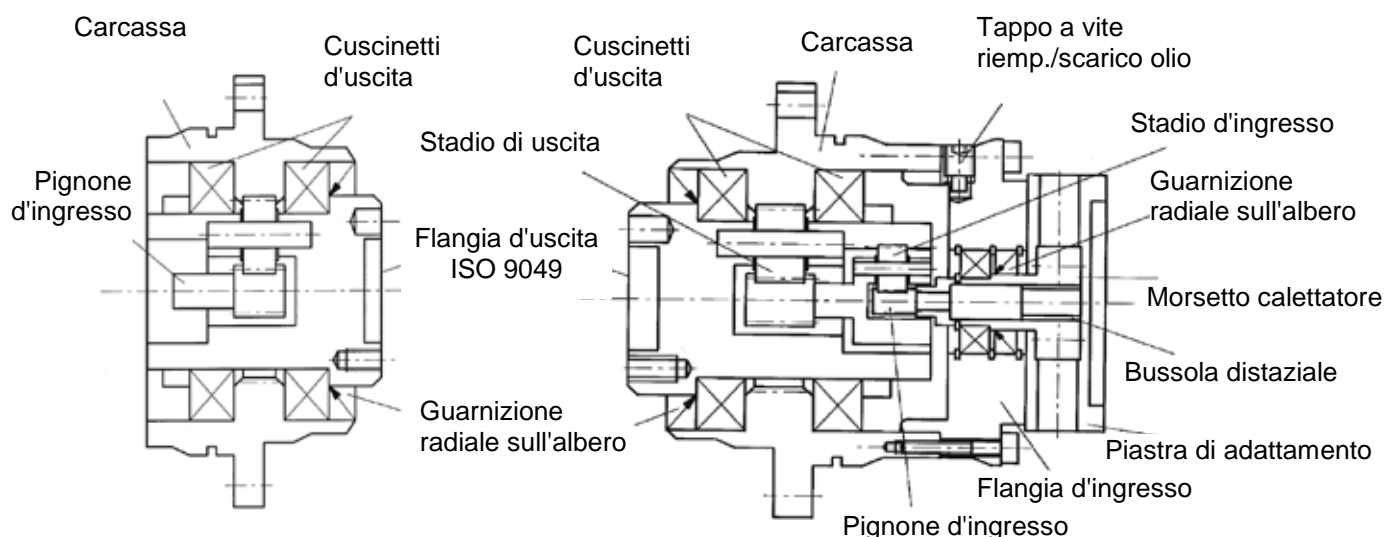 Carcassa
Cuscinetti
d'uscita
Pignone
d'ingresso
Cuscinetti
d'uscita
Carcassa
Tappo a vite
riemp./scarico olio
Stadio di uscita
Stadio d'ingresso
Guarnizione
radiale sull'albero
Flangia d'uscita
ISO 9049
Morsetto calettatore
Bussola distaziale
Guarnizione
radiale sull'albero
Piastra di adattamento
Flangia d'ingresso
Pignone d'ingresso